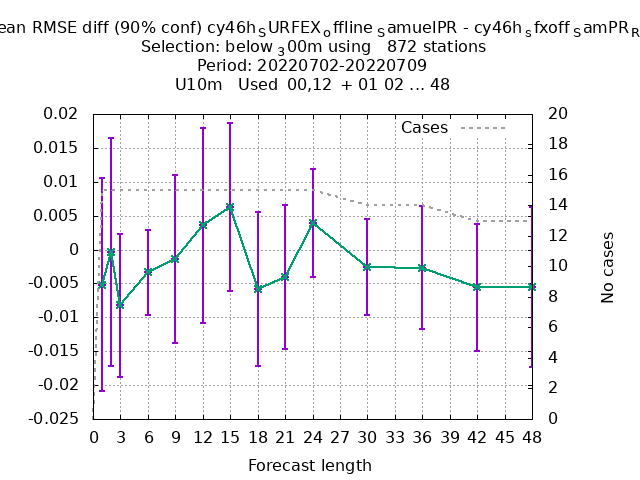 ean RMSE diff (90% conf) cy46h_SURFEX_offline_SamuelPR - cy46h_sfxoff_SamPR_R
Selection: below_300m using   872 stations
Period: 20220702-20220709
U10m   Used  00,12  + 01 02 ... 48
Cases
0.02
0.015
0.01
0.005
0
-0.005
-0.01
-0.015
-0.02
-0.025
20
18
16
14
12
10
8
6
4
2
0
No cases
0 3 6 9 12 15 18 21 24 27 30 33 36 39 42 45 48
Forecast length